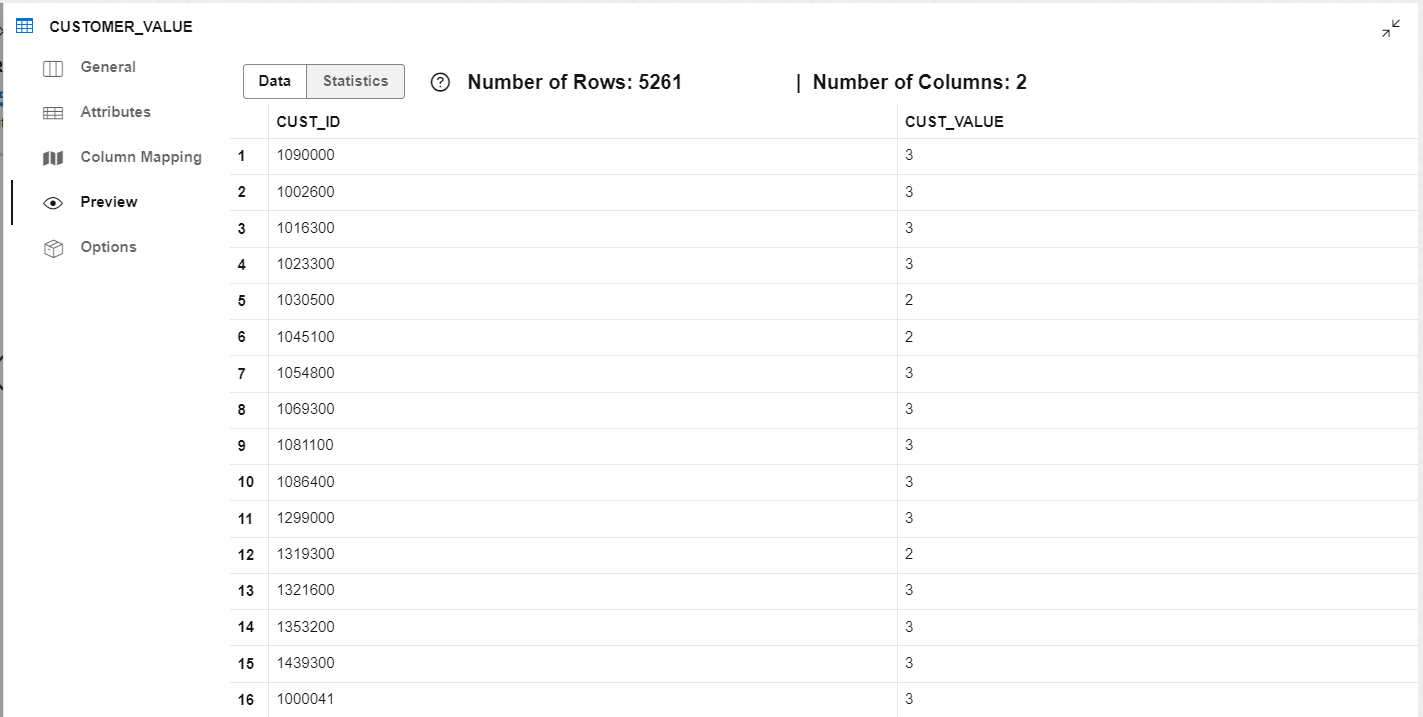 CUSTOMER_VALUE
General
Attributes
Column Mapping
Preview
Options
Data Statistics ? Number of Rows: 5261 | Number of Columns: 2
CUST_ID CUST_VALUE
1 1090000 3
2 1002600 3
3 1016300 3
4 1023300 3
5 1030500 2
6 1045100 2
7 1054800 3
8 1069300 3
9 1081100 3
10 1086400 3
11 1299000 3
12 1319300 2
13 1321600 3
14 1353200 3
15 1439300 3
16 1000041 3